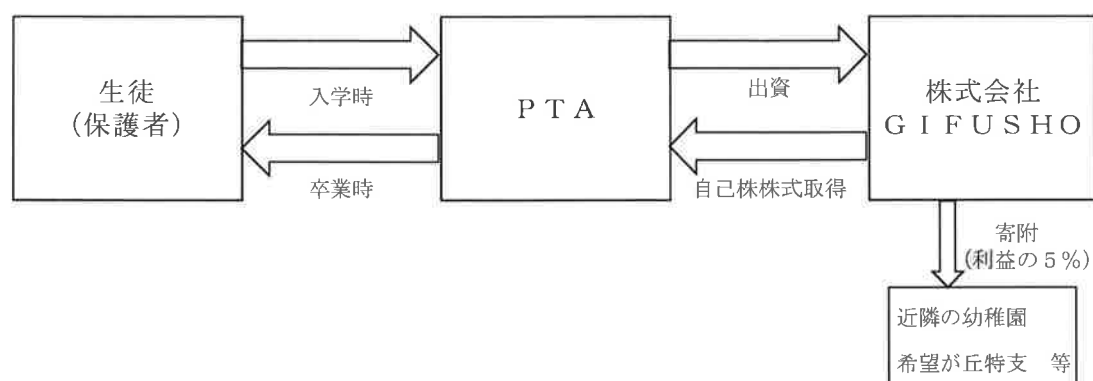 生徒
（保護者）
入学時
卒業時
ＰＴＡ
出資
自己株株式取得
株式会社
ＧＩＦＵＳＨＯ
寄附
(利益の５％)
近隣の幼稚園
希望が丘特支　等